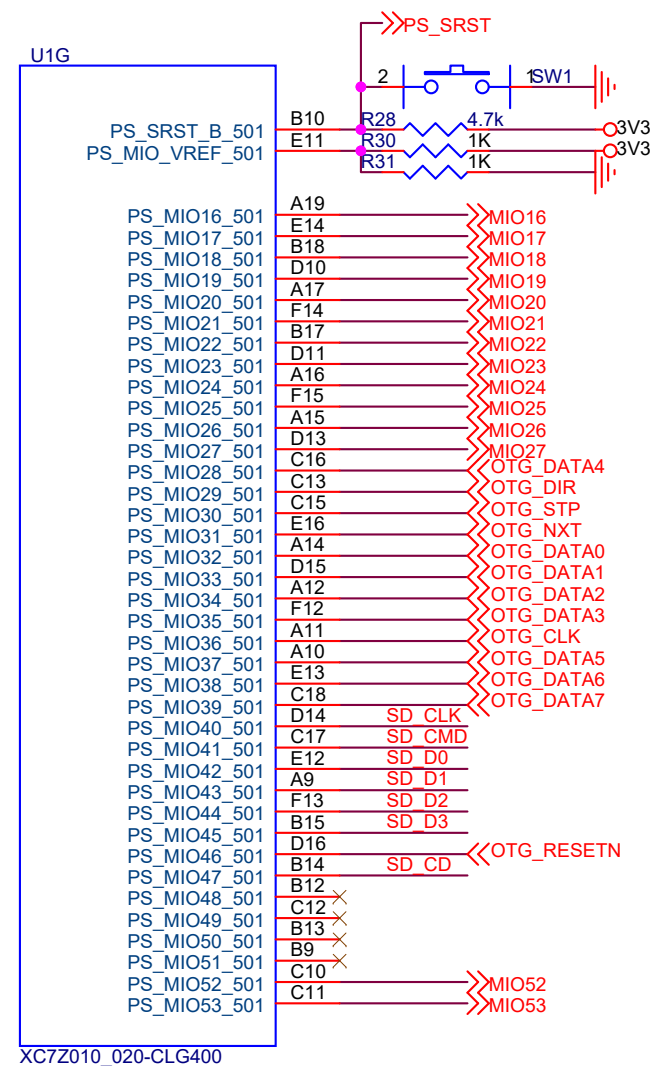 PS_SRST
U1G
2 1 SW1
PS_SRST_B_501 B10 R28 4.7k 3V3
PS_MIO_VREF_501 E11 R30 1K 3V3
R31 1K
PS_MIO16_501 A19 MIO16
PS_MIO17_501 E14 MIO17
PS_MIO18_501 B18 MIO18
PS_MIO19_501 D10 MIO19
PS_MIO20_501 A17 MIO20
PS_MIO21_501 F14 MIO21
PS_MIO22_501 B17 MIO22
PS_MIO23_501 D11 MIO23
PS_MIO24_501 A16 MIO24
PS_MIO25_501 F15 MIO25
PS_MIO26_501 A15 MIO26
PS_MIO27_501 D13 MIO27
PS_MIO28_501 C16 OTG_DATA4
PS_MIO29_501 C13 OTG_DIR
PS_MIO30_501 C15 OTG_STP
PS_MIO31_501 E16 OTG_NXT
PS_MIO32_501 A14 OTG_DATA0
PS_MIO33_501 D15 OTG_DATA1
PS_MIO34_501 A12 OTG_DATA2
PS_MIO35_501 F12 OTG_DATA3
PS_MIO36_501 A11 OTG_CLK
PS_MIO37_501 A10 OTG_DATA5
PS_MIO38_501 E13 OTG_DATA6
PS_MIO39_501 C18 OTG_DATA7
PS_MIO40_501 D14 SD_CLK
PS_MIO41_501 C17 SD_CMD
PS_MIO42_501 E12 SD_D0
PS_MIO43_501 A9 SD_D1
PS_MIO44_501 F13 SD_D2
PS_MIO45_501 B15 SD_D3
PS_MIO46_501 D16 OTG_RESETN
PS_MIO47_501 B14 SD_CD
PS_MIO48_501 B12
PS_MIO49_501 C12
PS_MIO50_501 B13
PS_MIO51_501 B9
PS_MIO52_501 C10 MIO52
PS_MIO53_501 C11 MIO53
XC7Z010_020-CLG400